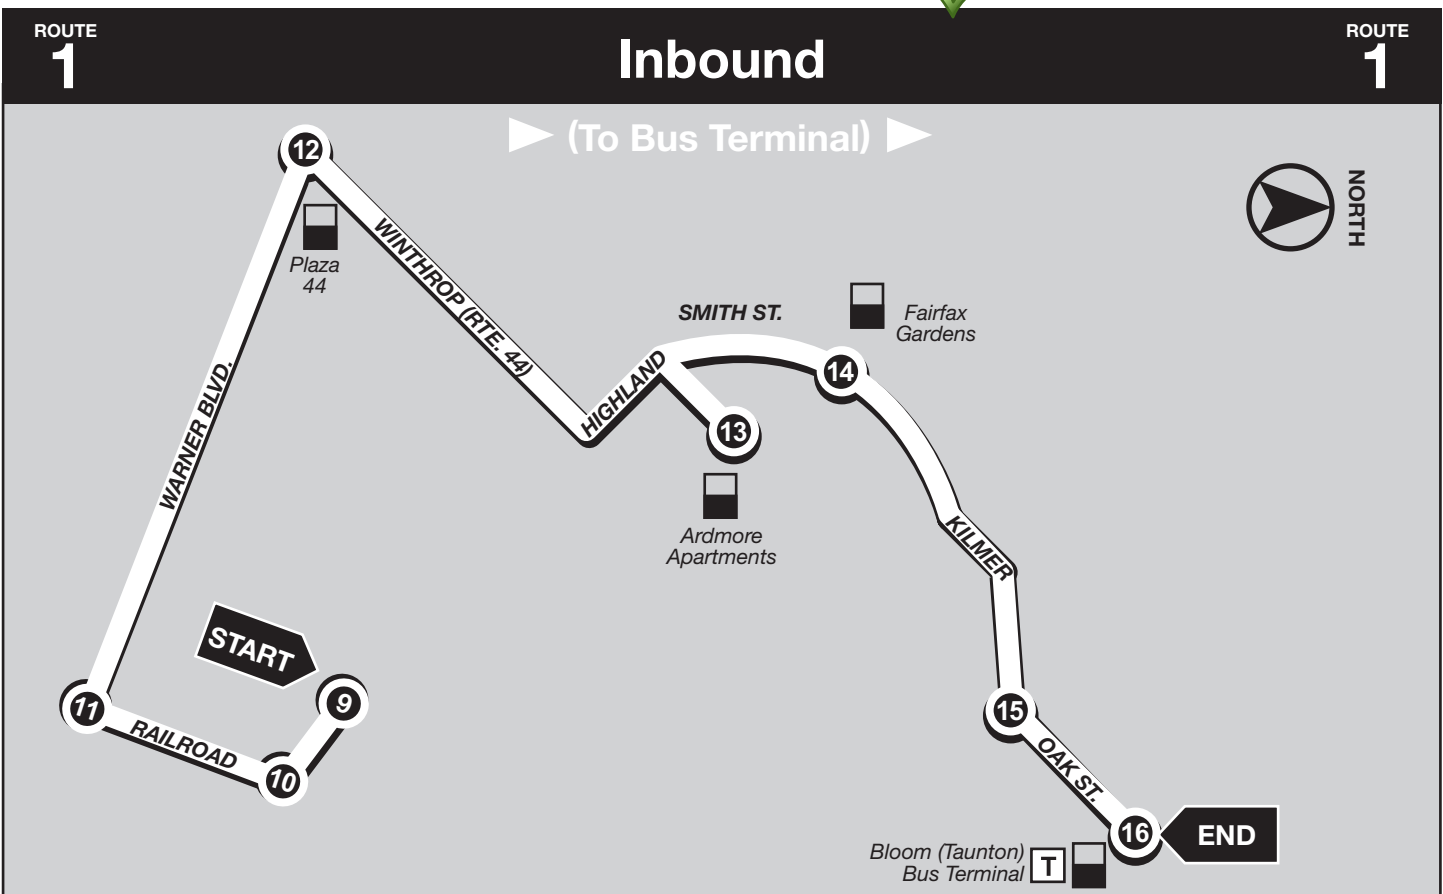 ROUTE
1
Inbound
ROUTE
1
(To Bus Terminal)
NORTH
12
Plaza
44
WINTHROP (RTE. 44)
WARNER BLVD.
HIGHLAND
SMITH ST.
Fairfax
Gardens
14
13
Ardmore
Apartments
KILMER
START
9
11
RAILROAD
10
15
OAK ST.
16
END
Bloom (Taunton)
Bus Terminal
T